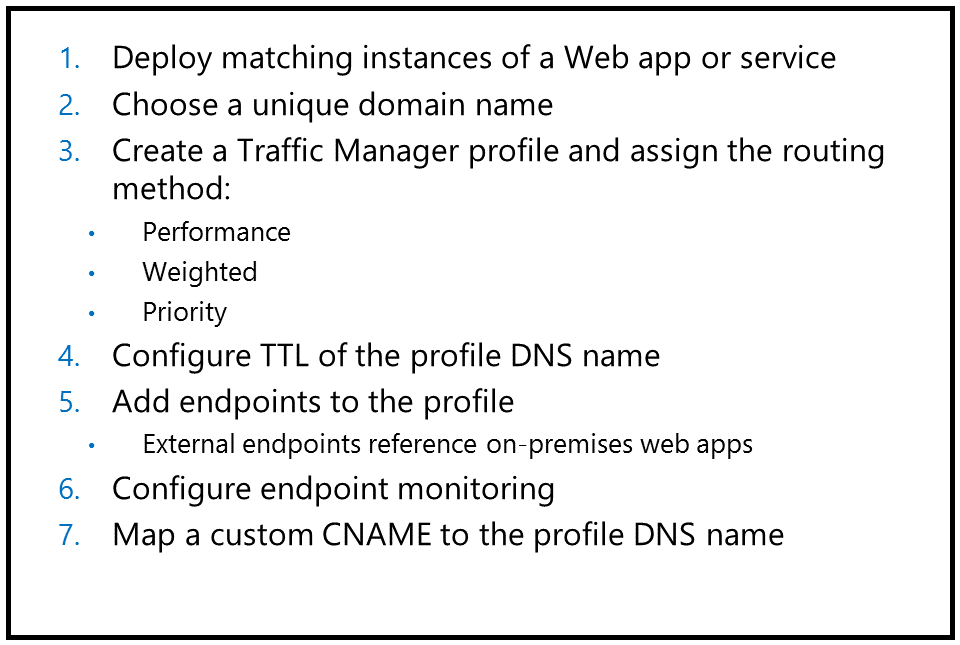 1. Deploy matching instances of a Web app or service
2. Choose a unique domain name
3. Create a Traffic Manager profile and assign the routing
method:
• Performance
• Weighted
• Priority
4. Configure TTL of the profile DNS name
5. Add endpoints to the profile
• External endpoints reference on-premises web apps
6. Configure endpoint monitoring
7. Map a custom CNAME to the profile DNS name